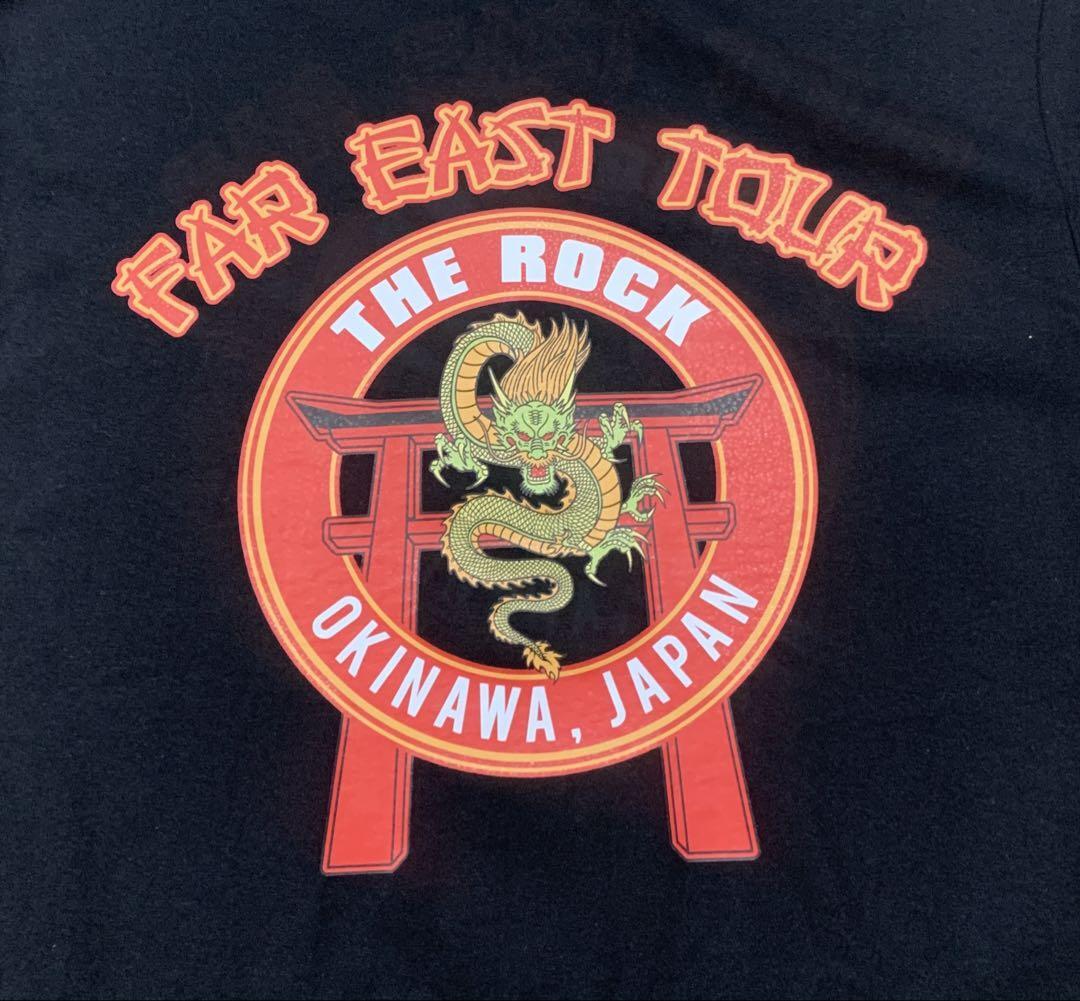 FAR EAST TOUR
THE ROCK
OKINAWA, JAPAN